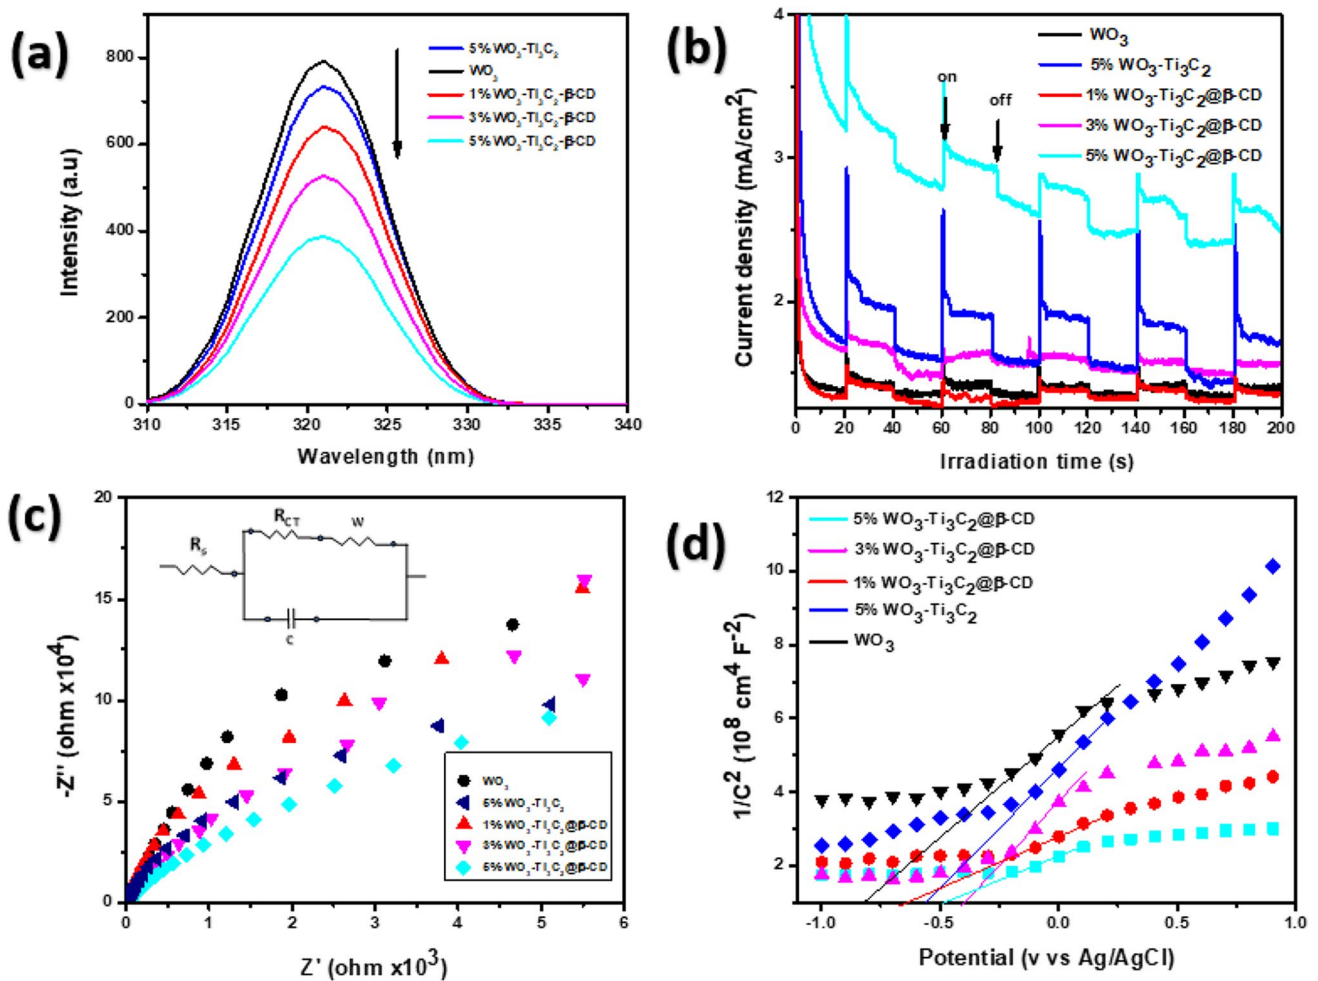 (a)
800
600
400
200
0
Intensity (a.u)
5% WO₃-Ti₃C₂
WO₃
1% WO₃-Ti₃C₂-β-CD
3% WO₃-Ti₃C₂-β-CD
5% WO₃-Ti₃C₂-β-CD
310 315 320 325 330 335 340
Wavelength (nm)
(b)
4
3
2
Current density (mA/cm²)
WO₃
5% WO₃-Ti₃C₂
1% WO₃-Ti₃C₂@β-CD
3% WO₃-Ti₃C₂@β-CD
5% WO₃-Ti₃C₂@β-CD
on
off
0 20 40 60 80 100 120 140 160 180 200
Irradiation time (s)
(c)
20
15
10
5
0
-Z'' (ohm x10⁴)
Rs
RCT
W
C
WO₃
5% WO₃-Ti₃C₂
1% WO₃-Ti₃C₂@β-CD
3% WO₃-Ti₃C₂@β-CD
5% WO₃-Ti₃C₂@β-CD
0 1 2 3 4 5 6
Z' (ohm x10³)
(d)
12
10
8
6
4
2
1/C² (10⁸ cm⁴ F⁻²)
5% WO₃-Ti₃C₂@β-CD
3% WO₃-Ti₃C₂@β-CD
1% WO₃-Ti₃C₂@β-CD
5% WO₃-Ti₃C₂
WO₃
-1.0 -0.5 0.0 0.5 1.0
Potential (v vs Ag/AgCl)